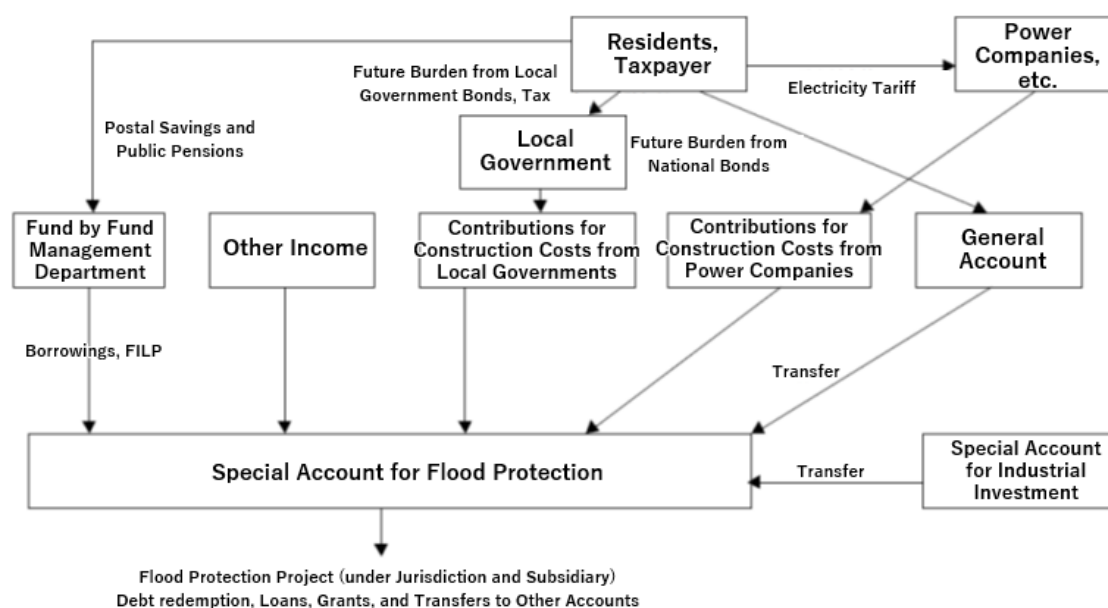 Residents,
Taxpayer
Power
Companies,
etc.
Future Burden from Local
Government Bonds, Tax
Electricity Tariff
Postal Savings and
Public Pensions
Local
Government
Future Burden from
National Bonds
Fund by Fund
Management
Department
Other Income
Contributions for
Construction Costs from
Local Governments
Contributions for
Construction Costs from
Power Companies
General
Account
Borrowings, FILP
Transfer
Special Account for Flood Protection
Transfer
Special Account
for Industrial
Investment
Flood Protection Project (under Jurisdiction and Subsidiary)
Debt redemption, Loans, Grants, and Transfers to Other Accounts